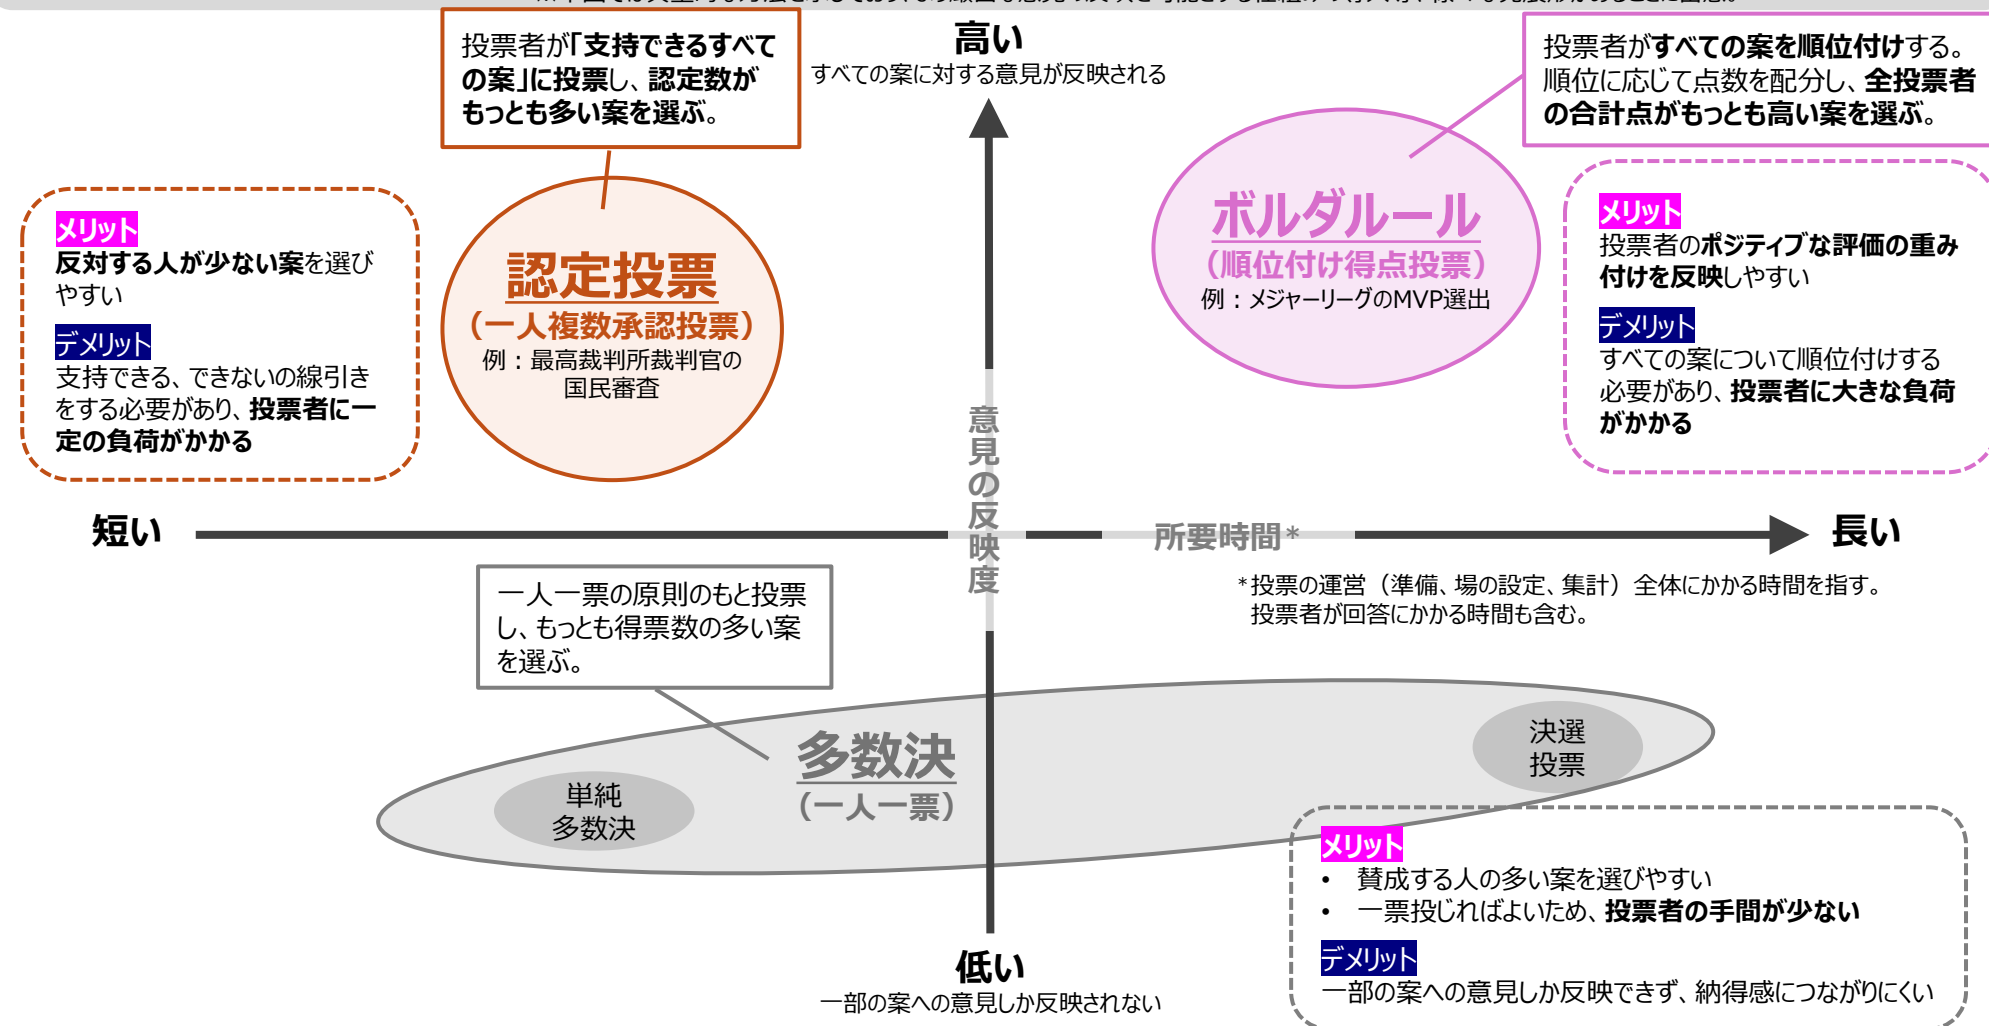 高い
すべての案に対する意見が反映される
投票者が「支持できるすべて
の案」に投票し、認定数が
もっとも多い案を選ぶ。
投票者がすべての案を順位付けする。
順位に応じて点数を配分し、全投票者
の合計点がもっとも高い案を選ぶ。
メリット
反対する人が少ない案を選び
やすい
デメリット
支持できる、できないの線引き
をする必要があり、投票者に一
定の負荷がかかる
認定投票
（一人複数承認投票）
例：最高裁判所裁判官の
国民審査
ボルダルール
（順位付け得点投票）
例：メジャーリーグのMVP選出
メリット
投票者のポジティブな評価の重み
付けを反映しやすい
デメリット
すべての案について順位付けする
必要があり、投票者に大きな負荷
がかかる
意見の反映度
短い
所要時間*
長い
*投票の運営（準備、場の設定、集計）全体にかかる時間を指す。
投票者が回答にかかる時間も含む。
一人一票の原則のもと投票
し、もっとも得票数の多い案
を選ぶ。
多数決
（一人一票）
単純
多数決
決選
投票
メリット
• 賛成する人の多い案を選びやすい
• 一票投じればよいため、投票者の手間が少ない
デメリット
一部の案への意見しか反映できず、納得感につながりにくい
低い
一部の案への意見しか反映されない